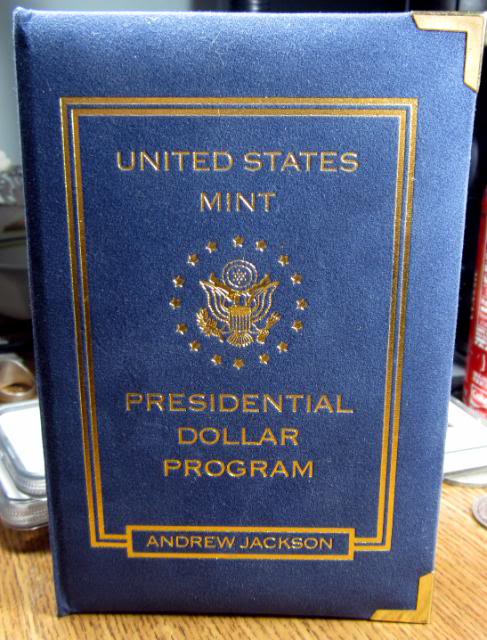 UNITED STATES
MINT
PRESIDENTIAL
DOLLAR
PROGRAM
ANDREW JACKSON